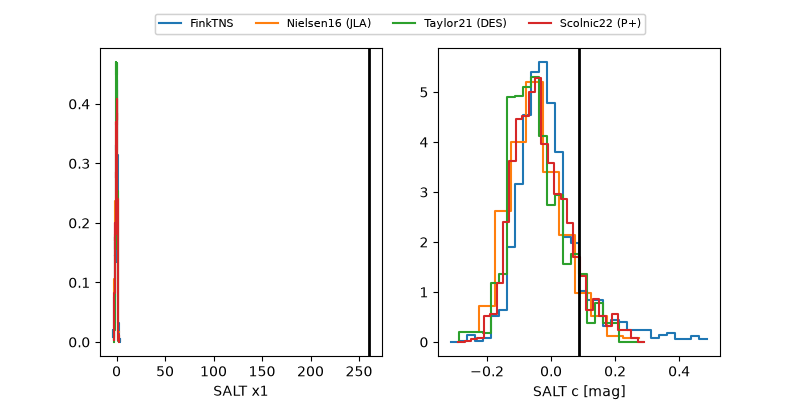 FinkTNS Nielsen16 (JLA) Taylor21 (DES) Scolnic22 (P+)
0.4
0.3
0.2
0.1
0.0
0 50 100 150 200 250
SALT x1
5
4
3
2
1
0
−0.2 0.0 0.2 0.4
SALT c [mag]